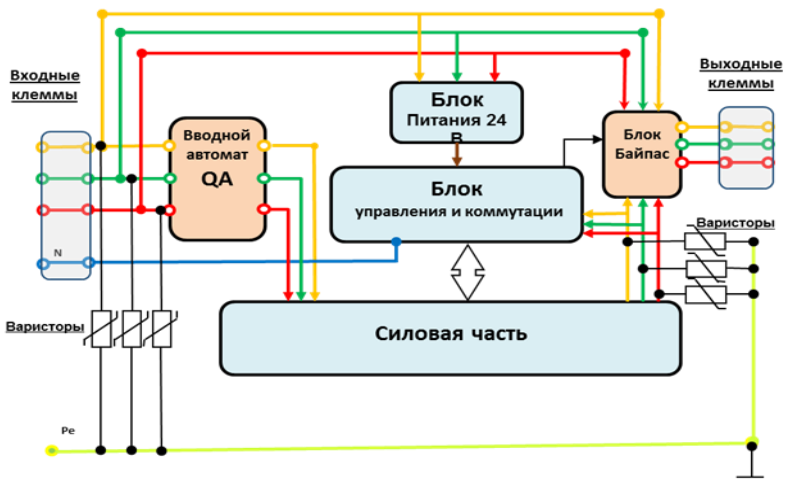 Входные
клеммы
Вводной
автомат
QA
Блок
Питания 24
В
Блок
Байпас
Выходные
клеммы
Блок
управления и коммутации
N
Варисторы
Варисторы
Силовая часть
Pe